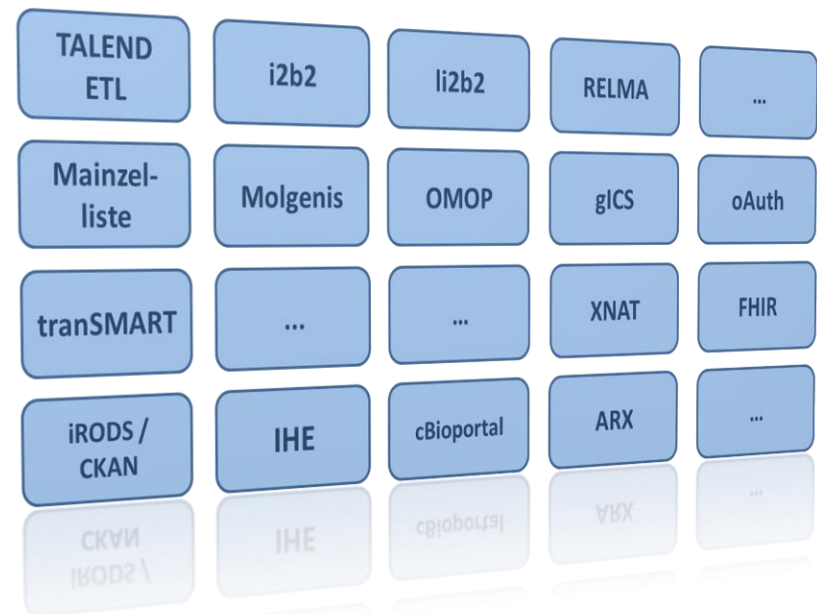 TALEND
ETL
i2b2
li2b2
RELMA
...
Mainzel-
liste
Molgenis
OMOP
gICS
oAuth
tranSMART
...
...
XNAT
FHIR
iRODS /
CKAN
IHE
cBioportal
ARX
...